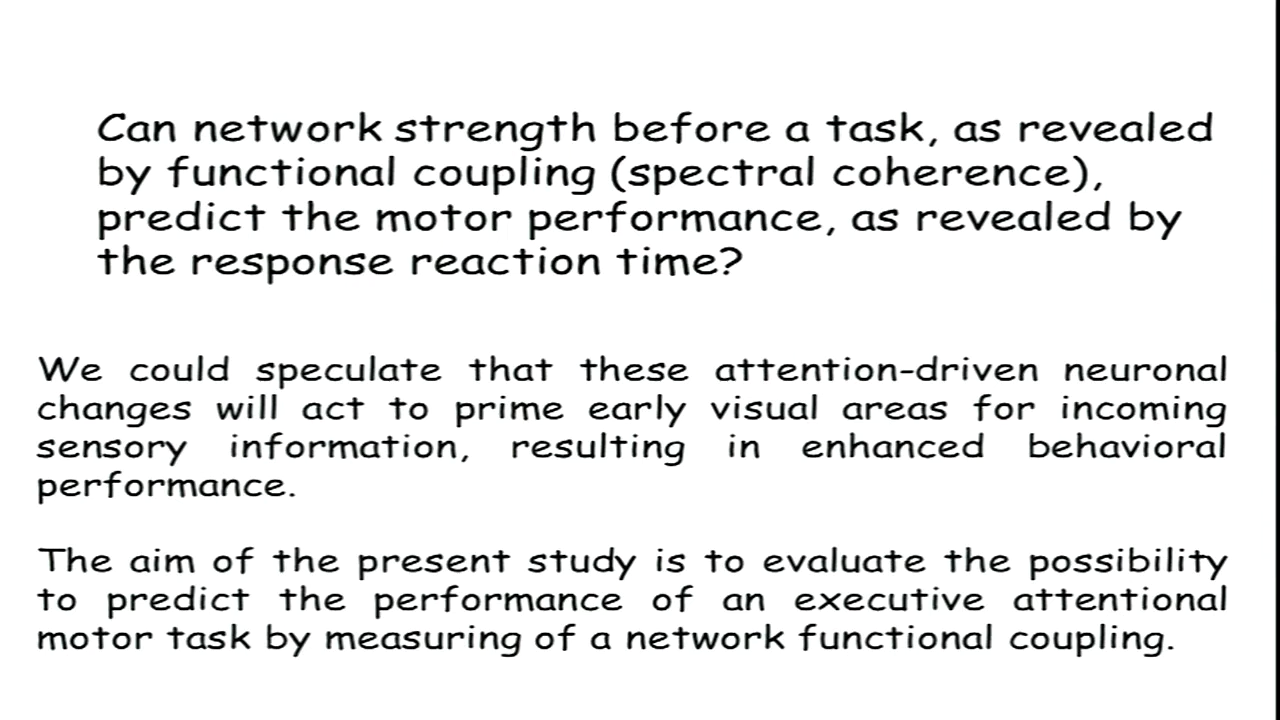 Can network strength before a task, as revealed
by functional coupling (spectral coherence),
predict the motor performance, as revealed by
the response reaction time?
We could speculate that these attention-driven neuronal
changes will act to prime early visual areas for incoming
sensory information, resulting in enhanced behavioral
performance.
The aim of the present study is to evaluate the possibility
to predict the performance of an executive attentional
motor task by measuring of a network functional coupling.